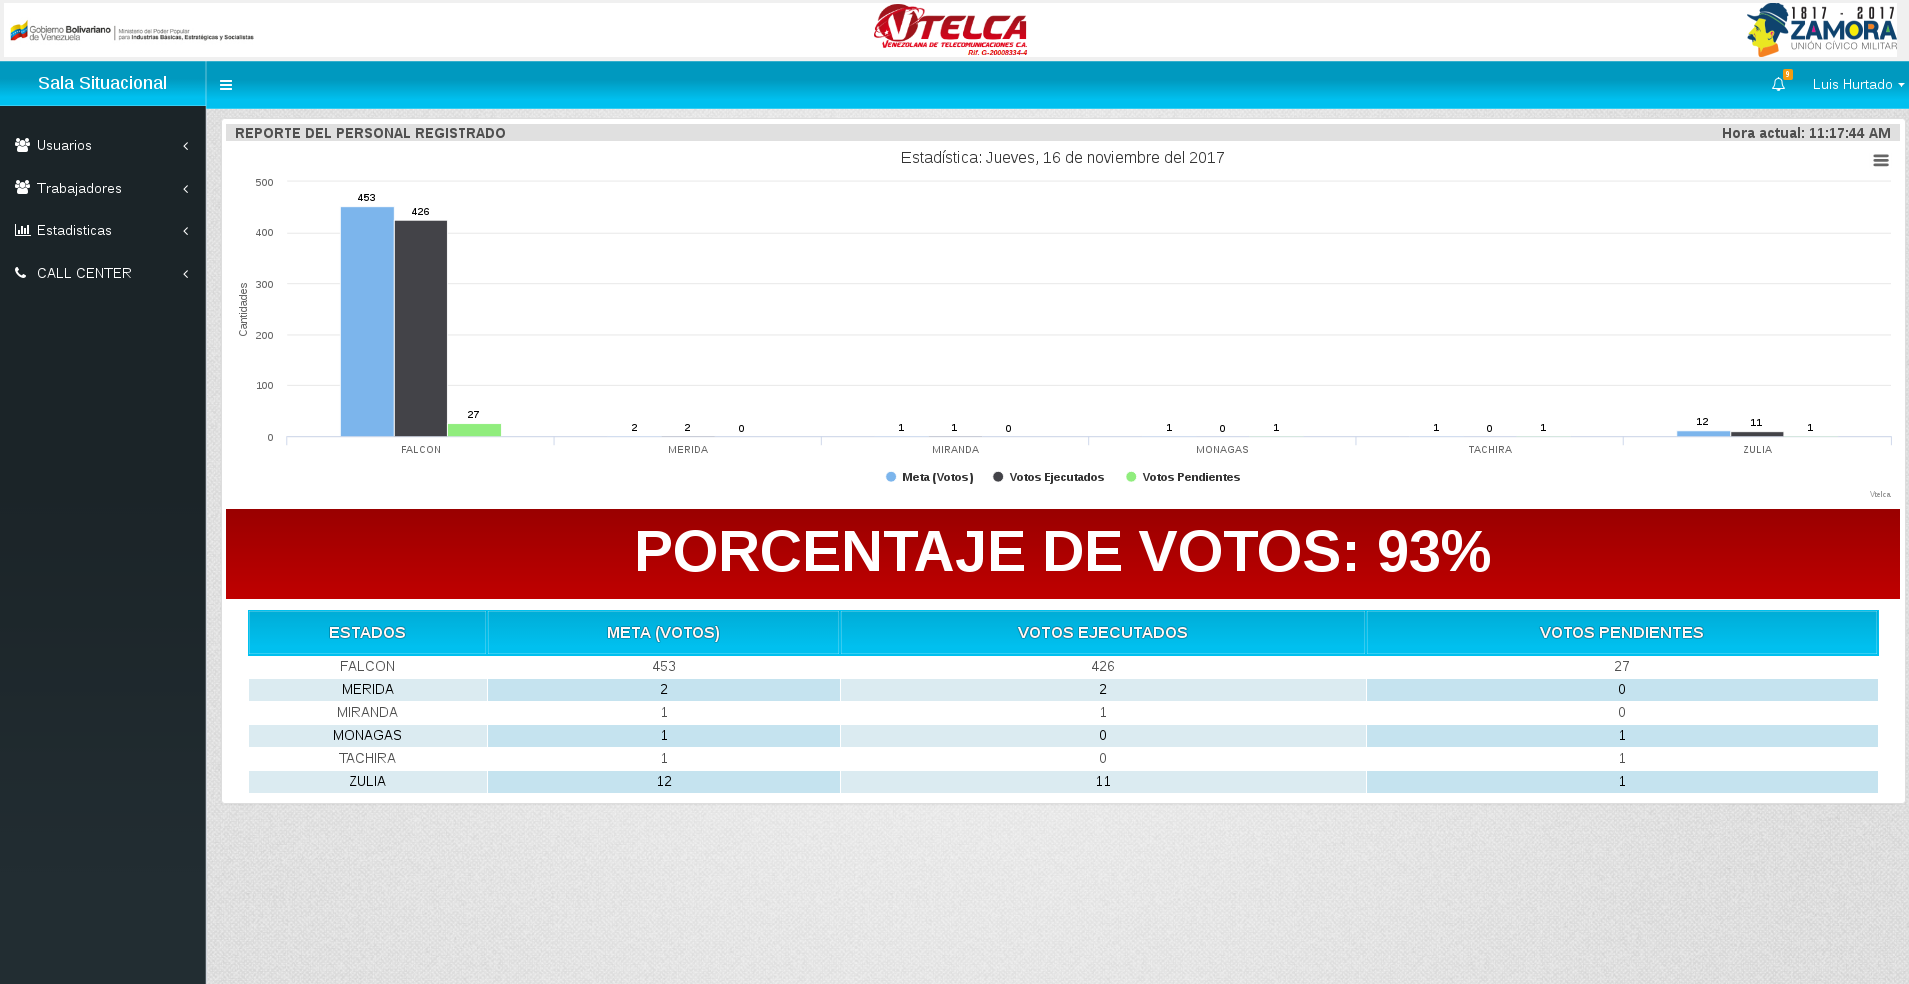 Gobierno Bolivariano
de Venezuela
Ministerio del Poder Popular
para Industrias Básicas, Estratégicas y Socialistas
VTELCA
VENEZOLANA DE TELECOMUNICACIONES C.A.
Rif. G-20008334-4
1817 - 2017
ZAMORA
UNIÓN CÍVICO MILITAR
Sala Situacional
9
Luis Hurtado
Usuarios
Trabajadores
Estadisticas
CALL CENTER
REPORTE DEL PERSONAL REGISTRADO
Hora actual: 11:17:44 AM
Estadística: Jueves, 16 de noviembre del 2017
Cantidades
500
400
300
200
100
0
453 426 27
2 2 0
1 1 0
1 0 1
1 0 1
12 11 1
FALCON MERIDA MIRANDA MONAGAS TACHIRA ZULIA
Meta (Votos) Votos Ejecutados Votos Pendientes
Vtelca
PORCENTAJE DE VOTOS: 93%
ESTADOS META (VOTOS) VOTOS EJECUTADOS VOTOS PENDIENTES
FALCON 453 426 27
MERIDA 2 2 0
MIRANDA 1 1 0
MONAGAS 1 0 1
TACHIRA 1 0 1
ZULIA 12 11 1